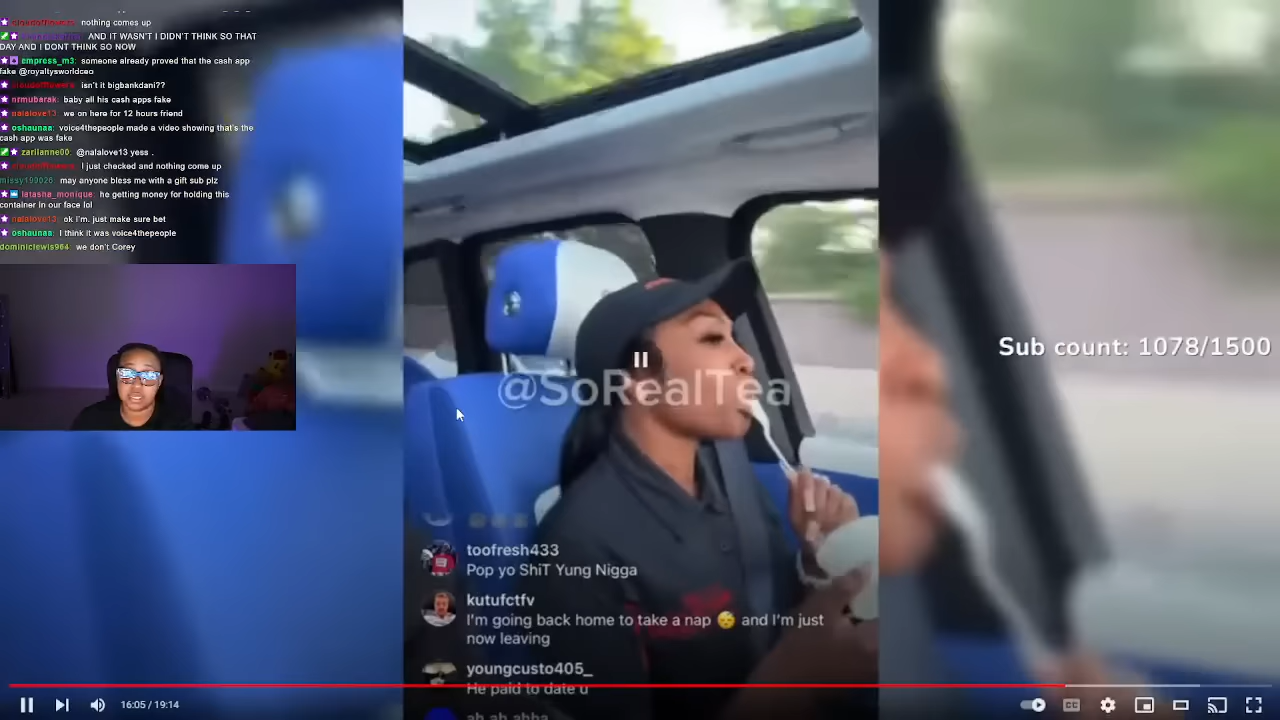 nothing comes up
AND IT WASN'T I DIDN'T THINK SO THAT
DAY AND I DONT THINK SO NOW
empress_m3: someone already proved that the cash app
fake @royaltysworldceo
isn't it bigbankdani??
nrmubarak: baby all his cash apps fake
nalalove13: we on here for 12 hours friend
oshaunaa: voice4thepeople made a video showing that's the
cash app was fake
zarlianne00: @nalalove13 yess .
I just checked and nothing come up
missy199026: may anyone bless me with a gift sub plz
latasha_monique: he getting money for holding this
container in our face lol
nalalove13: ok I'm. just make sure bet
oshaunaa: I think it was voice4thepeople
dominiclewis964: we don't Corey
Sub count: 1078/1500
@SoRealTea
toofresh433
Pop yo ShiT Yung Nigga
kutufctfv
I'm going back home to take a nap 😴 and I'm just
now leaving
youngcusto405_
He paid to date u
16:05 / 19:14
CC